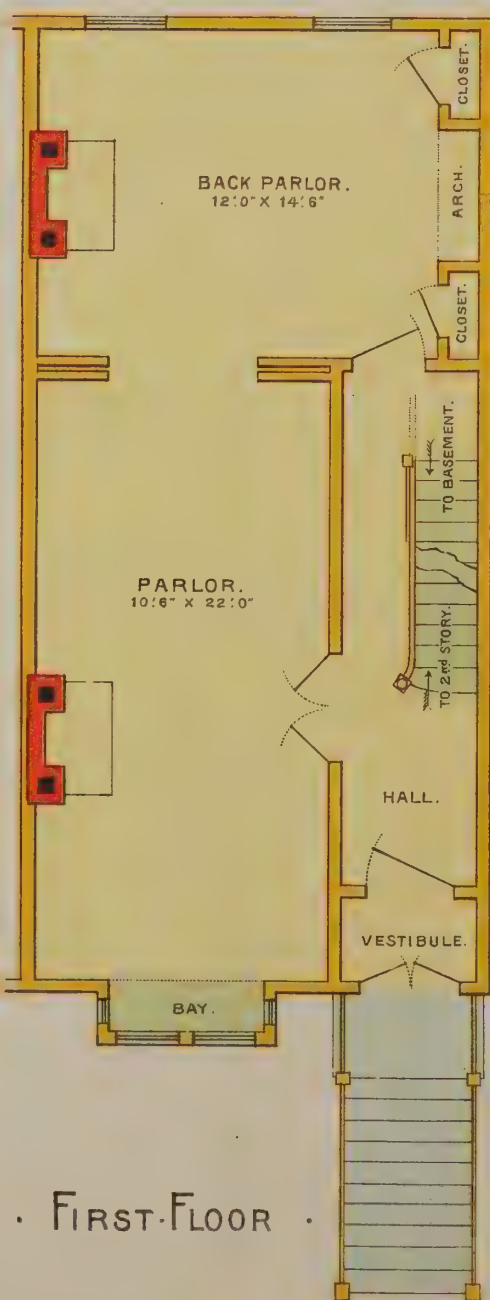 CLOSET.
BACK PARLOR.
12'.0" X 14'.6"
ARCH.
CLOSET.
TO BASEMENT.
PARLOR.
10'.6" X 22'.0"
TO 2nd STORY.
HALL.
VESTIBULE.
BAY.
· FIRST·FLOOR ·